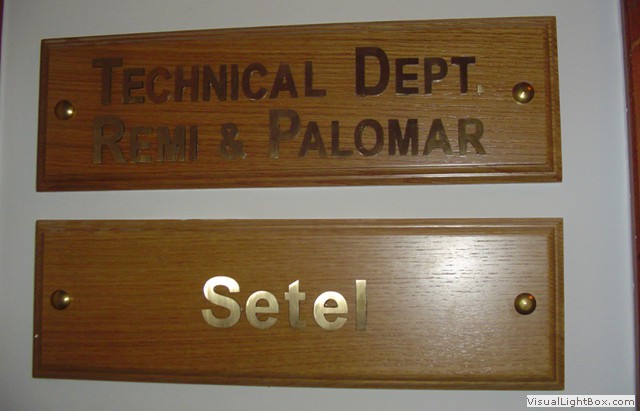 TECHNICAL DEPT.
REMI & PALOMAR
Setel
VisualLightBox.com